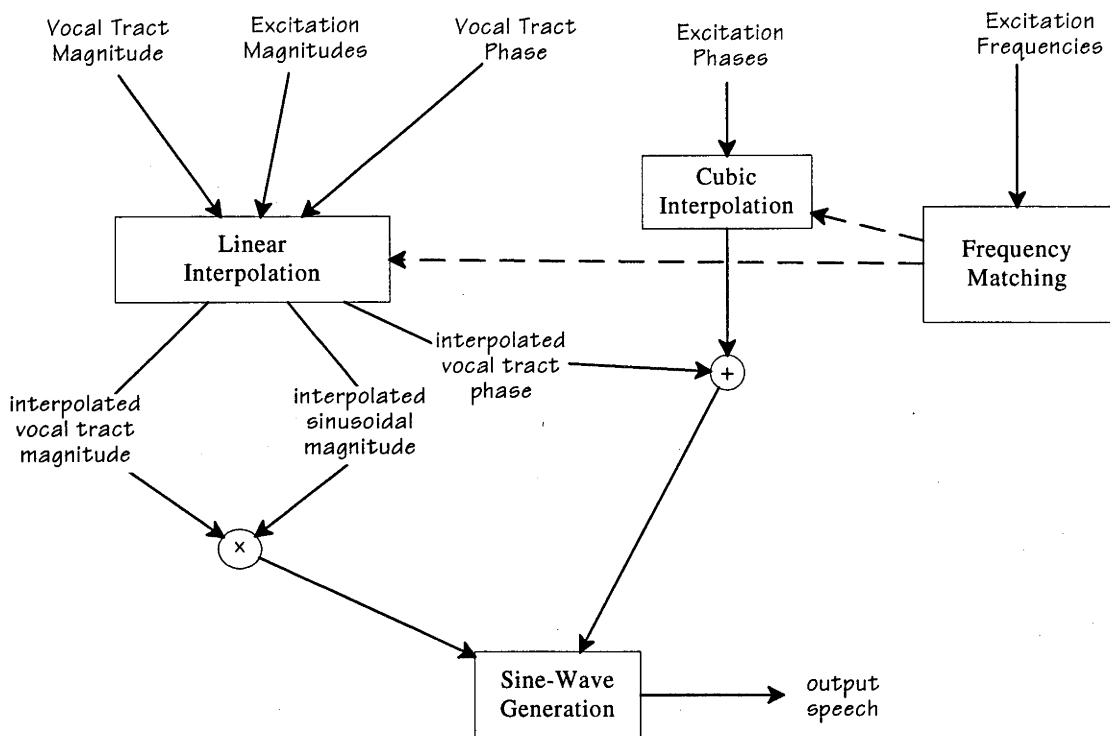 Vocal Tract
Magnitude
Excitation
Magnitudes
Vocal Tract
Phase
Excitation
Phases
Excitation
Frequencies
Cubic
Interpolation
Linear
Interpolation
Frequency
Matching
interpolated
vocal tract
phase
+
interpolated
vocal tract
magnitude
interpolated
sinusoidal
magnitude
×
Sine-Wave
Generation
output
speech